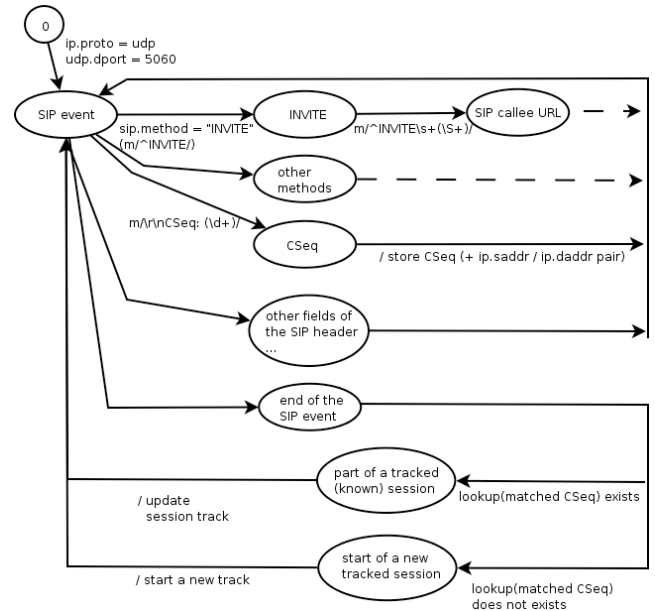 0
ip.proto = udp
udp.dport = 5060
SIP event
INVITE
SIP callee URL
sip.method = "INVITE"
(m/^INVITE/)
m/^INVITE\s+(\S+)/
other
methods
m/\r\nCSeq: (\d+)/
CSeq
/ store CSeq (+ ip.saddr / ip.daddr pair)
other fields of
the SIP header
...
end of the
SIP event
part of a tracked
(known) session
lookup(matched CSeq) exists
/ update
session track
start of a new
tracked session
/ start a new track
lookup(matched CSeq)
does not exists